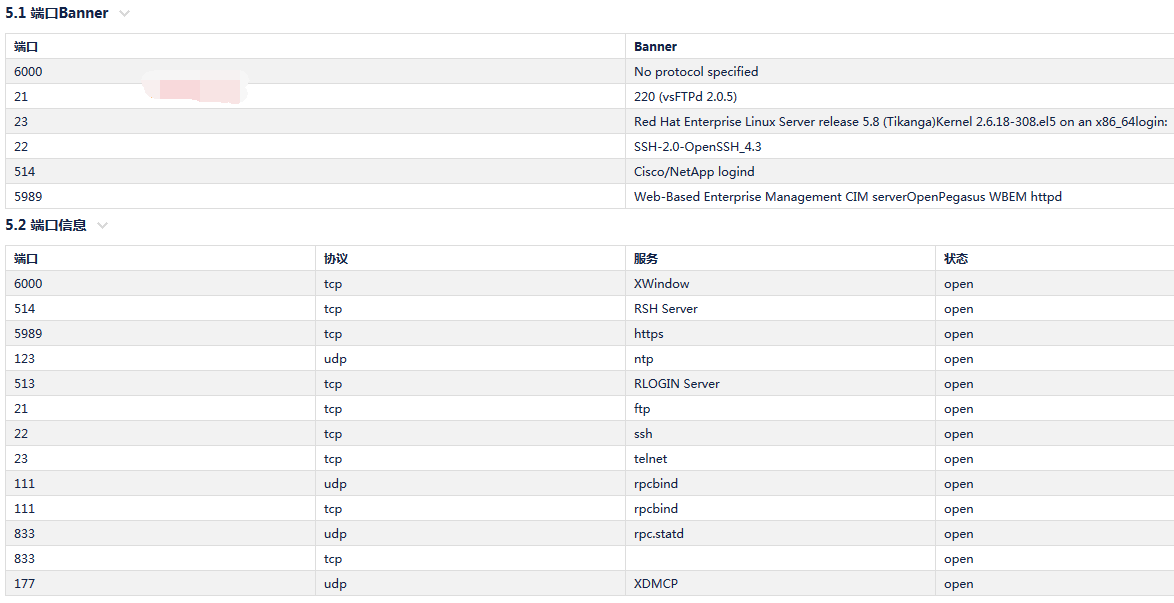 5.1 端口Banner
端口 Banner
6000 No protocol specified
21 220 (vsFTPd 2.0.5)
23 Red Hat Enterprise Linux Server release 5.8 (Tikanga)Kernel 2.6.18-308.el5 on an x86_64login:
22 SSH-2.0-OpenSSH_4.3
514 Cisco/NetApp logind
5989 Web-Based Enterprise Management CIM serverOpenPegasus WBEM httpd
5.2 端口信息
端口 协议 服务 状态
6000 tcp XWindow open
514 tcp RSH Server open
5989 tcp https open
123 udp ntp open
513 tcp RLOGIN Server open
21 tcp ftp open
22 tcp ssh open
23 tcp telnet open
111 udp rpcbind open
111 tcp rpcbind open
833 udp rpc.statd open
833 tcp open
177 udp XDMCP open